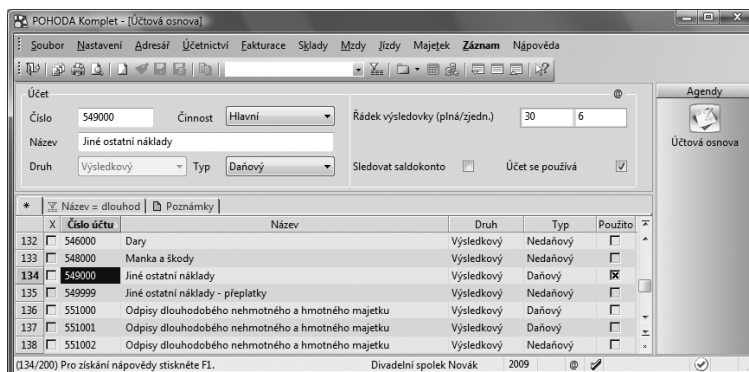 POHODA Komplet - [Účtová osnova]
Soubor Nastavení Adresář Účetnictví Fakturace Sklady Mzdy Jízdy Majetek Záznam Nápověda
Účet @ Agendy
Číslo 549000 Činnost Hlavní Řádek výsledovky (plná/zjedn.) 30 6
Název Jiné ostatní náklady Účtová osnova
Druh Výsledkový Typ Daňový Sledovat saldokonto Účet se používá
* Název = dlouhod Poznámky
X Číslo účtu Název Druh Typ Použito
132 546000 Dary Výsledkový Nedaňový
133 548000 Manka a škody Výsledkový Nedaňový
134 549000 Jiné ostatní náklady Výsledkový Daňový
135 549999 Jiné ostatní náklady - přeplatky Výsledkový Nedaňový
136 551000 Odpisy dlouhodobého nehmotného a hmotného majetku Výsledkový Daňový
137 551001 Odpisy dlouhodobého nehmotného a hmotného majetku Výsledkový Daňový
138 551002 Odpisy dlouhodobého nehmotného a hmotného majetku Výsledkový Nedaňový
(134/200) Pro získání nápovědy stiskněte F1. Divadelní spolek Novák 2009 @